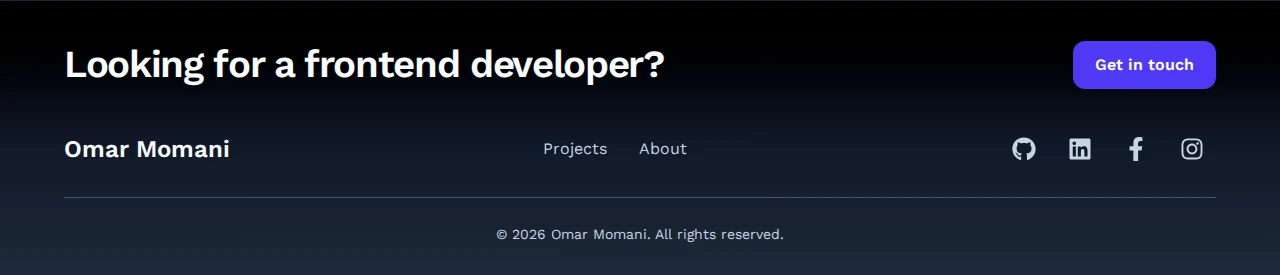 Looking for a frontend developer?
Get in touch
Omar Momani
Projects
About
© 2026 Omar Momani. All rights reserved.